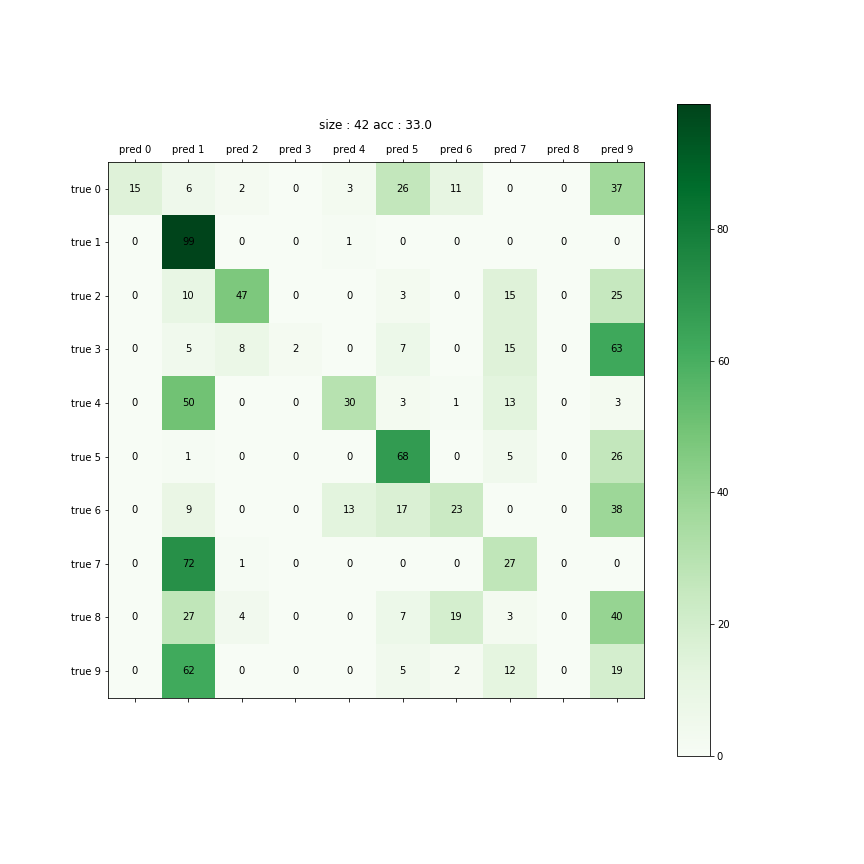 size : 42 acc : 33.0
pred 0 pred 1 pred 2 pred 3 pred 4 pred 5 pred 6 pred 7 pred 8 pred 9
true 0 15 6 2 0 3 26 11 0 0 37
true 1 0 99 0 0 1 0 0 0 0 0
true 2 0 10 47 0 0 3 0 15 0 25
true 3 0 5 8 2 0 7 0 15 0 63
true 4 0 50 0 0 30 3 1 13 0 3
true 5 0 1 0 0 0 68 0 5 0 26
true 6 0 9 0 0 13 17 23 0 0 38
true 7 0 72 1 0 0 0 0 27 0 0
true 8 0 27 4 0 0 7 19 3 0 40
true 9 0 62 0 0 0 5 2 12 0 19
80
60
40
20
0